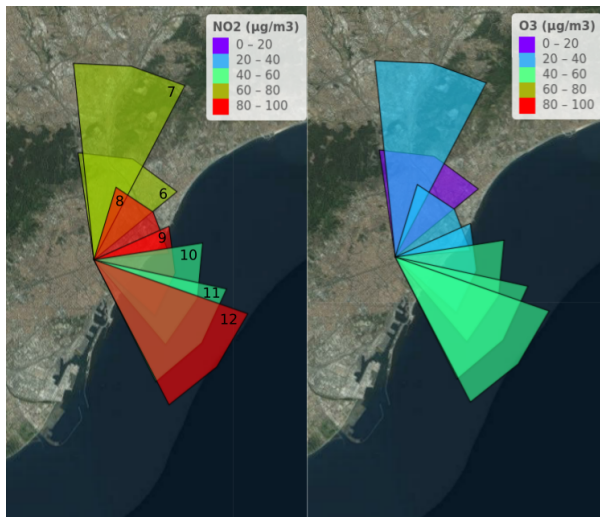 NO2 (µg/m3)
0 – 20
20 – 40
40 – 60
60 – 80
80 – 100
7
8
6
9
10
11
12
O3 (µg/m3)
0 – 20
20 – 40
40 – 60
60 – 80
80 – 100